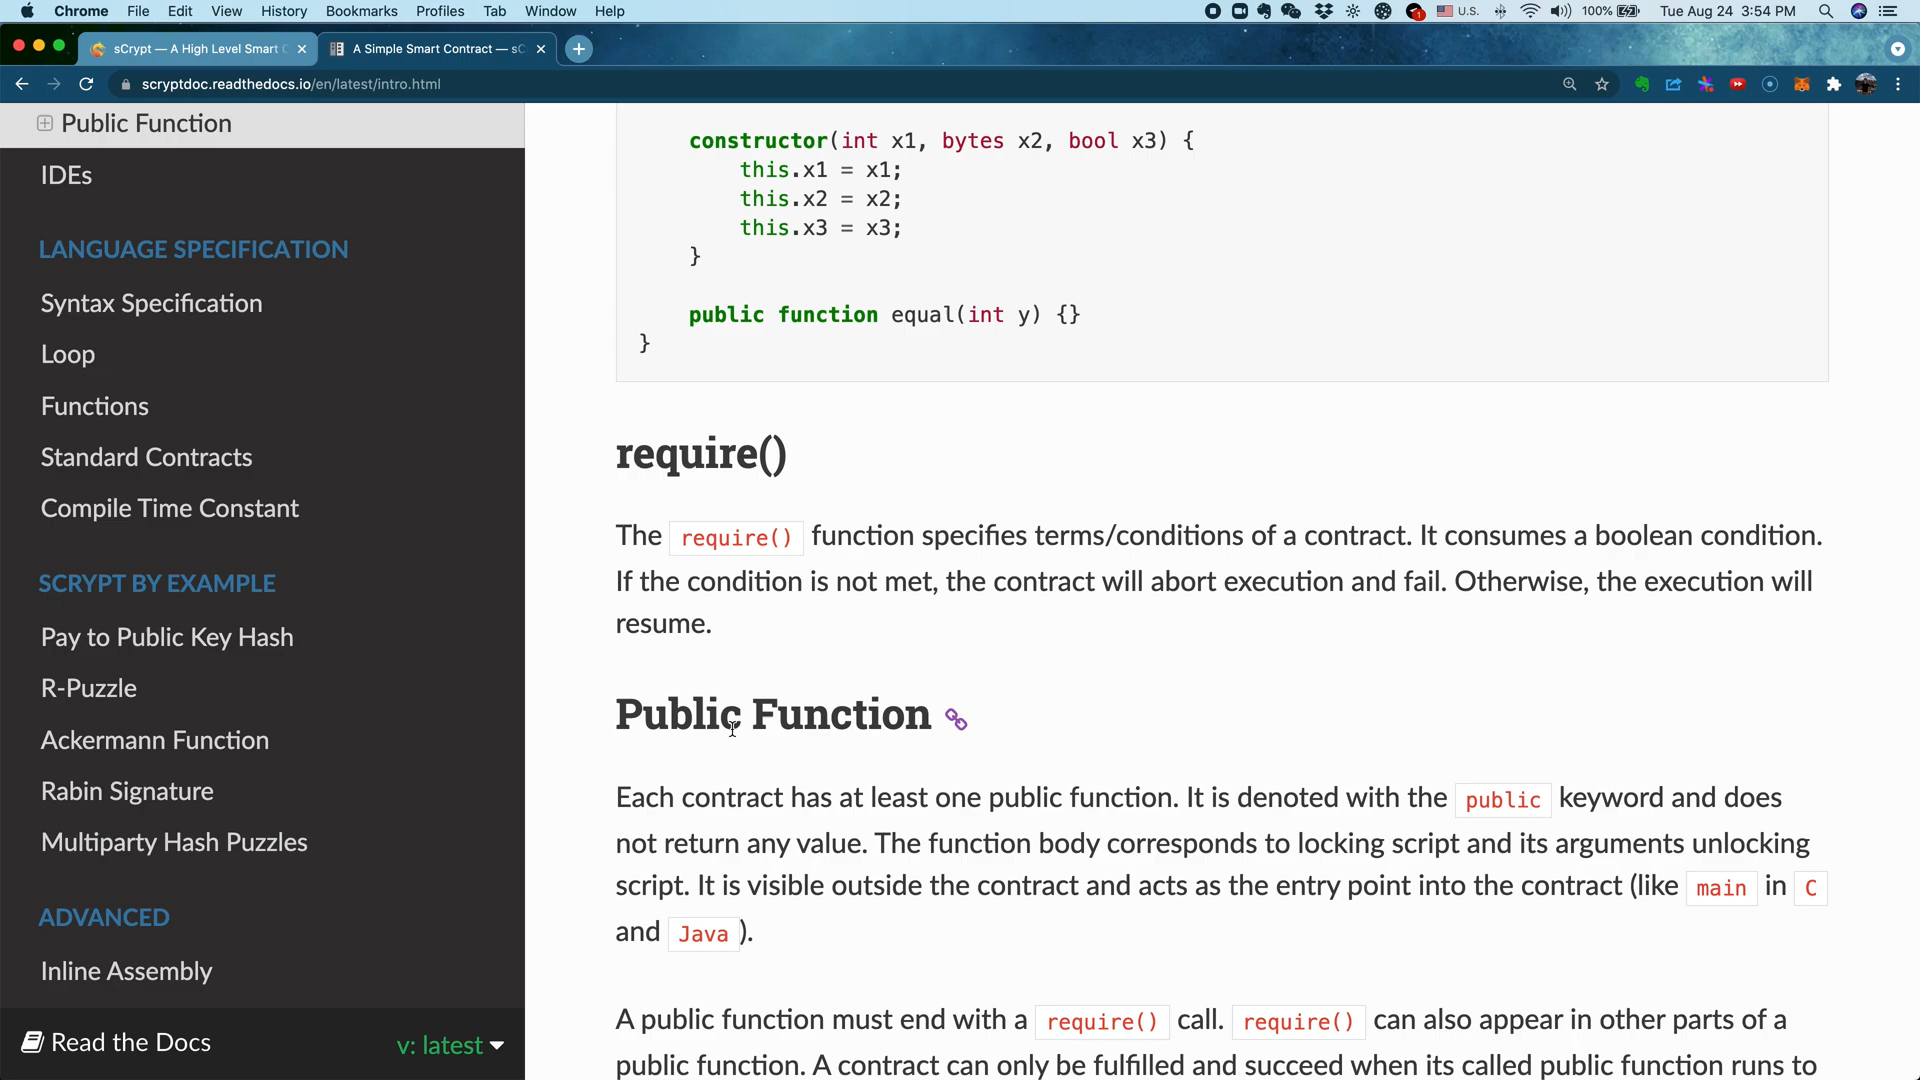 Chrome File Edit View History Bookmarks Profiles Tab Window Help
1 U.S. 100% Tue Aug 24 3:54 PM
sCrypt — A High Level Smart C
A Simple Smart Contract — sC
scryptdoc.readthedocs.io/en/latest/intro.html
Public Function
IDEs
LANGUAGE SPECIFICATION
Syntax Specification
Loop
Functions
Standard Contracts
Compile Time Constant
SCRYPT BY EXAMPLE
Pay to Public Key Hash
R-Puzzle
Ackermann Function
Rabin Signature
Multiparty Hash Puzzles
ADVANCED
Inline Assembly
Read the Docs
v: latest
constructor(int x1, bytes x2, bool x3) {
this.x1 = x1;
this.x2 = x2;
this.x3 = x3;
}
public function equal(int y) {}
}
require()
The require() function specifies terms/conditions of a contract. It consumes a boolean condition.
If the condition is not met, the contract will abort execution and fail. Otherwise, the execution will
resume.
Public Function
Each contract has at least one public function. It is denoted with the public keyword and does
not return any value. The function body corresponds to locking script and its arguments unlocking
script. It is visible outside the contract and acts as the entry point into the contract (like main in C
and Java ).
A public function must end with a require() call. require() can also appear in other parts of a
public function. A contract can only be fulfilled and succeed when its called public function runs to